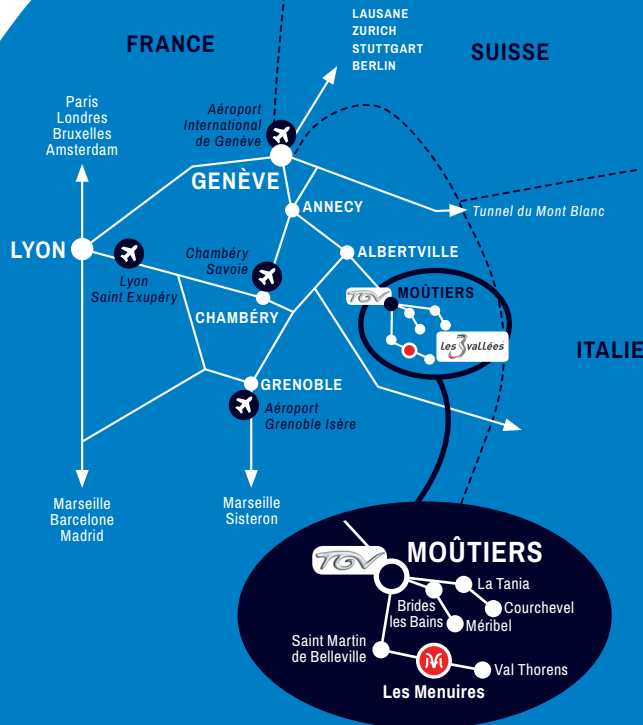 FRANCE
LAUSANE
ZURICH
STUTTGART
BERLIN
SUISSE
Paris
Londres
Bruxelles
Amsterdam
Aéroport
International
de Genève
GENÈVE
ANNECY
Tunnel du Mont Blanc
LYON
Lyon
Saint Exupéry
Chambéry
Savoie
ALBERTVILLE
CHAMBÉRY
TGV
MOÛTIERS
les 3 vallées
ITALIE
GRENOBLE
Aéroport
Grenoble Isère
Marseille
Barcelone
Madrid
Marseille
Sisteron
TGV
MOÛTIERS
La Tania
Courchevel
Brides
les Bains
Méribel
Saint Martin
de Belleville
Val Thorens
Les Menuires